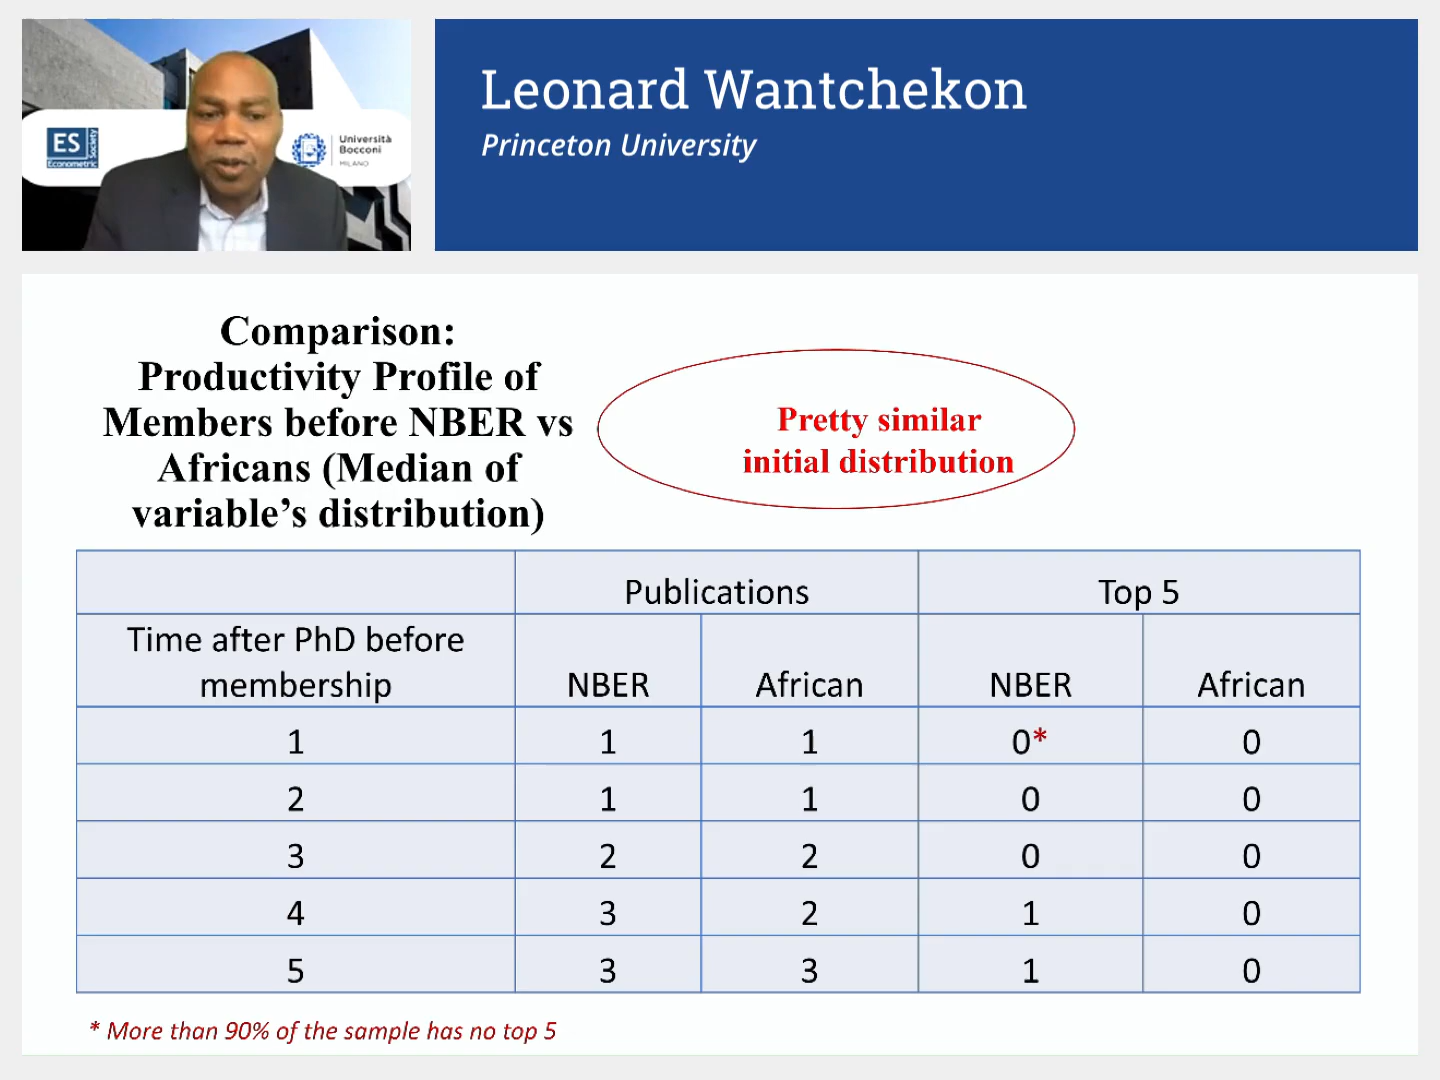 ES
Econometric
Society
Università
Bocconi
MILANO
Leonard Wantchekon
Princeton University
Comparison:
Productivity Profile of
Members before NBER vs
Africans (Median of
variable’s distribution)
Pretty similar
initial distribution
Publications Top 5
Time after PhD before
membership NBER African NBER African
1 1 1 0* 0
2 1 1 0 0
3 2 2 0 0
4 3 2 1 0
5 3 3 1 0
* More than 90% of the sample has no top 5